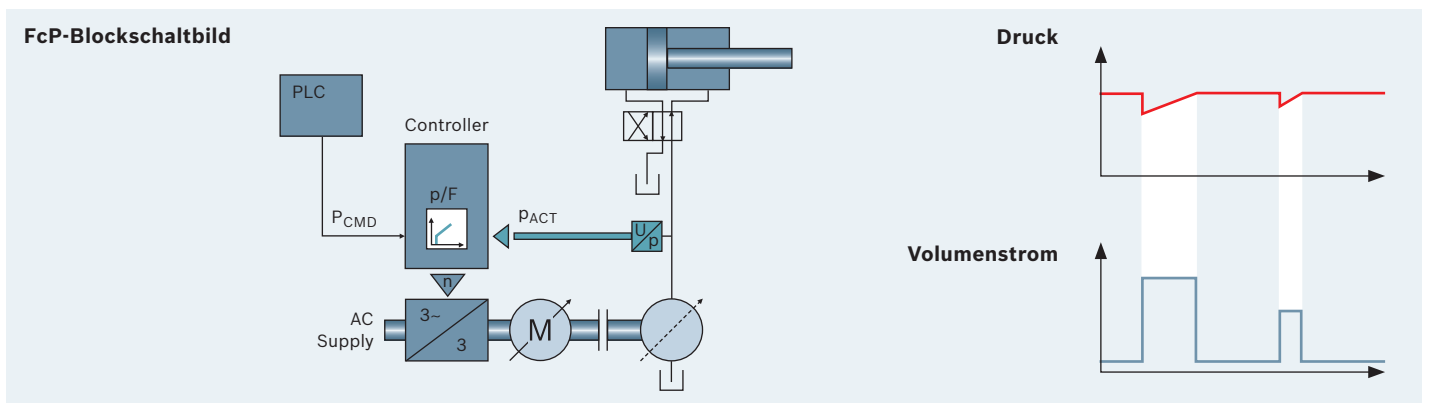 FcP-Blockschaltbild
PLC
Controller
p/F
PCMD
pACT
U/p
n
AC
Supply
3~
3
M
Druck
Volumenstrom